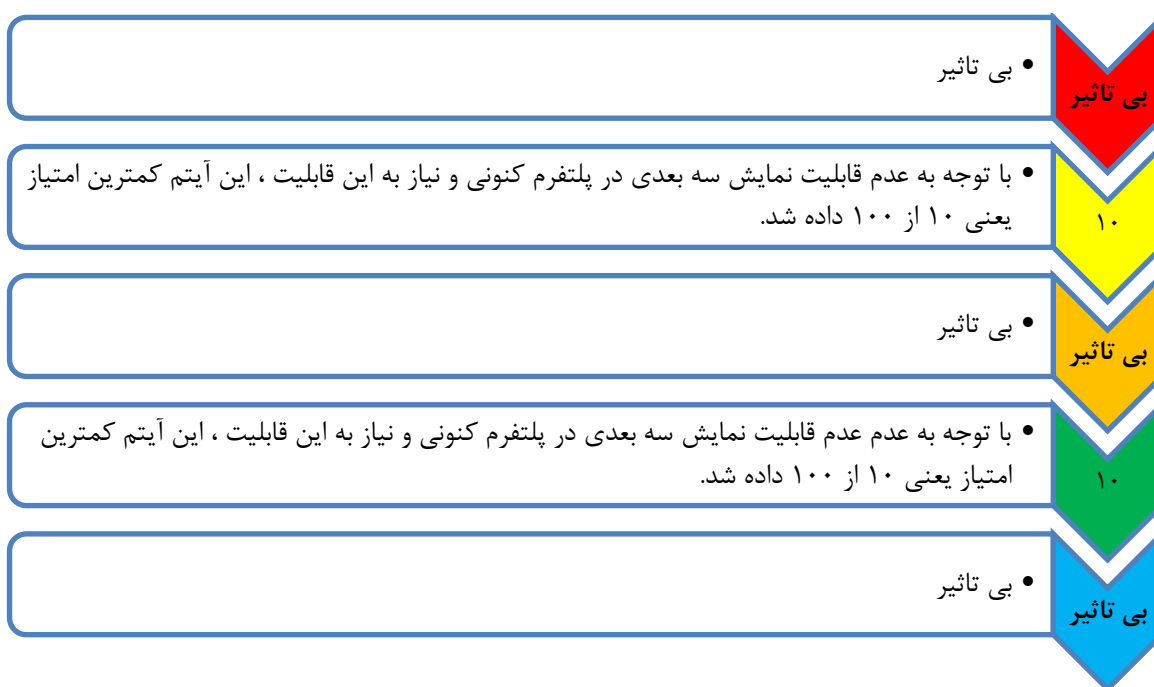 بی تاثیر
• بی تاثیر
۱۰
• با توجه به عدم قابلیت نمایش سه بعدی در پلتفرم کنونی و نیاز به این قابلیت ، این آیتم کمترین امتیاز
یعنی ۱۰ از ۱۰۰ داده شد.
بی تاثیر
• بی تاثیر
۱۰
• با توجه به عدم عدم قابلیت نمایش سه بعدی در پلتفرم کنونی و نیاز به این قابلیت ، این آیتم کمترین
امتیاز یعنی ۱۰ از ۱۰۰ داده شد.
بی تاثیر
• بی تاثیر